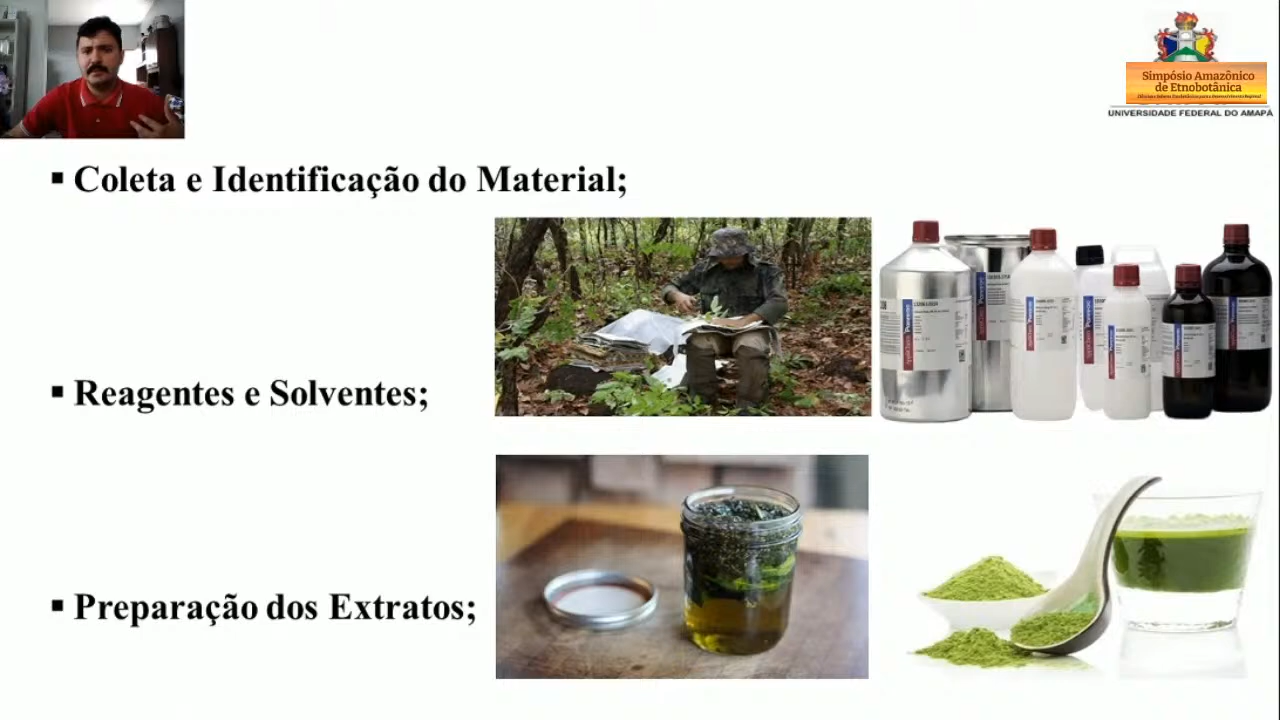 Simpósio Amazônico
de Etnobotânica
UNIVERSIDADE FEDERAL DO AMAPÁ
▪ Coleta e Identificação do Material;
▪ Reagentes e Solventes;
▪ Preparação dos Extratos;